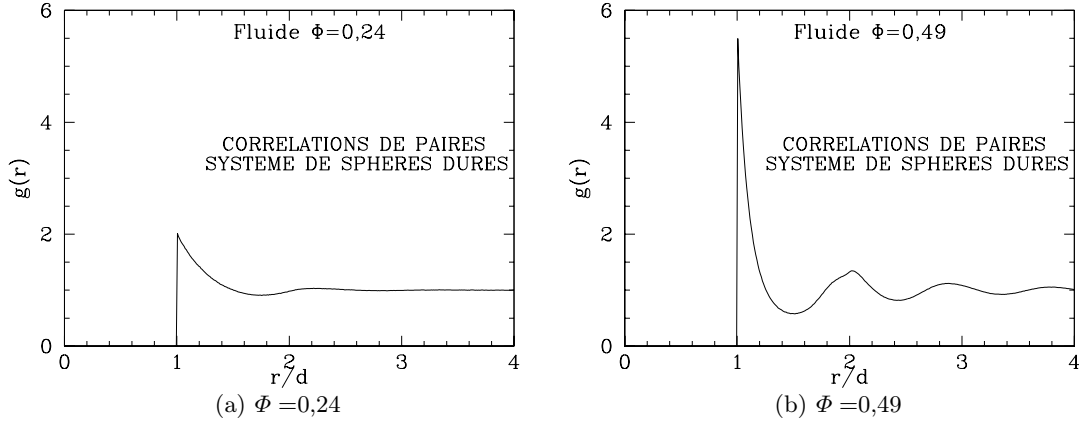 6
Fluide Φ=0,24
4
CORRELATIONS DE PAIRES
SYSTEME DE SPHERES DURES
g(r)
2
0
0 1 2 3 4
r/d
(a) Φ =0,24
6
Fluide Φ=0,49
4
CORRELATIONS DE PAIRES
SYSTEME DE SPHERES DURES
g(r)
2
0
0 1 2 3 4
r/d
(b) Φ =0,49